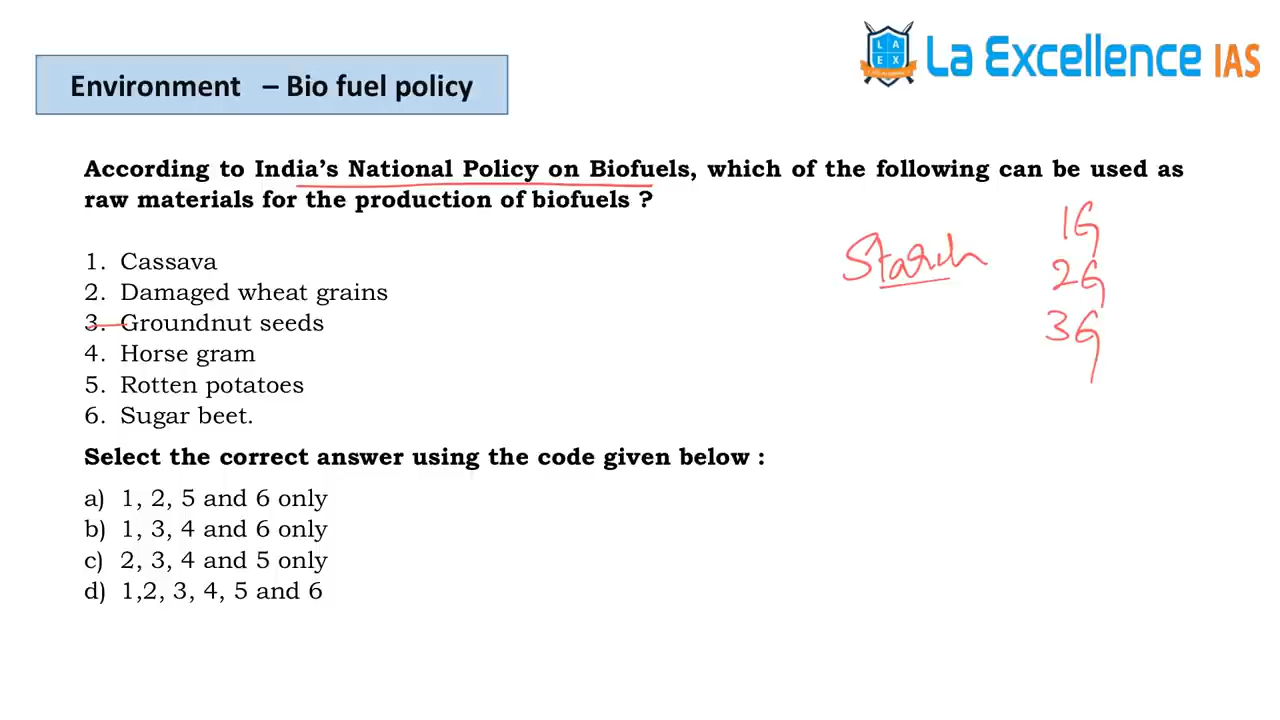 La Excellence IAS
L A
E X
Environment – Bio fuel policy
According to India's National Policy on Biofuels, which of the following can be used as
raw materials for the production of biofuels ?
1G
Starch
2G
3G
1. Cassava
2. Damaged wheat grains
3. Groundnut seeds
4. Horse gram
5. Rotten potatoes
6. Sugar beet.
Select the correct answer using the code given below :
a) 1, 2, 5 and 6 only
b) 1, 3, 4 and 6 only
c) 2, 3, 4 and 5 only
d) 1,2, 3, 4, 5 and 6